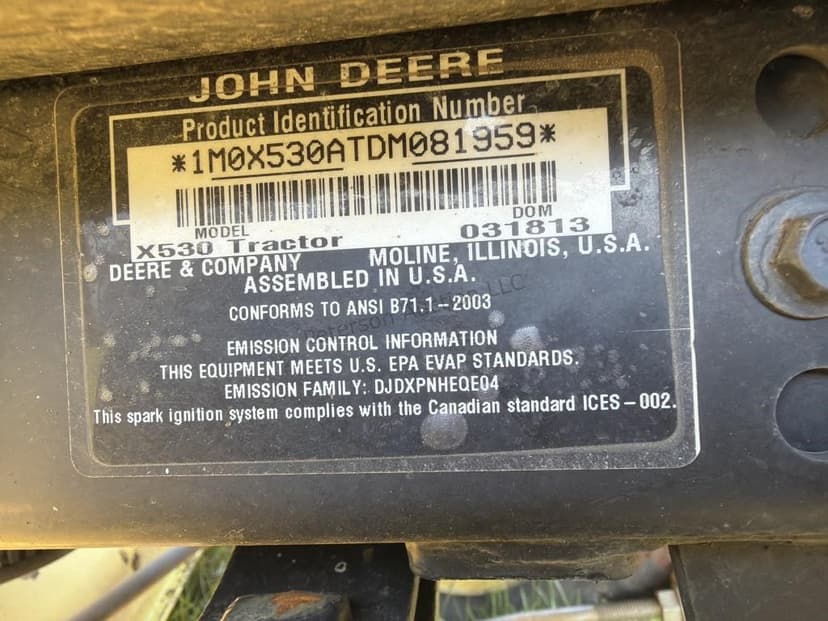 JOHN DEERE
Product Identification Number
*1M0X530ATDM081959*
MODEL DOM
X530 Tractor 031813
DEERE & COMPANY MOLINE, ILLINOIS, U.S.A.
ASSEMBLED IN U.S.A.
CONFORMS TO ANSI B71.1-2003
EMISSION CONTROL INFORMATION
THIS EQUIPMENT MEETS U.S. EPA EVAP STANDARDS.
EMISSION FAMILY: DJDXPNHEQE04
This spark ignition system complies with the Canadian standard ICES-002.